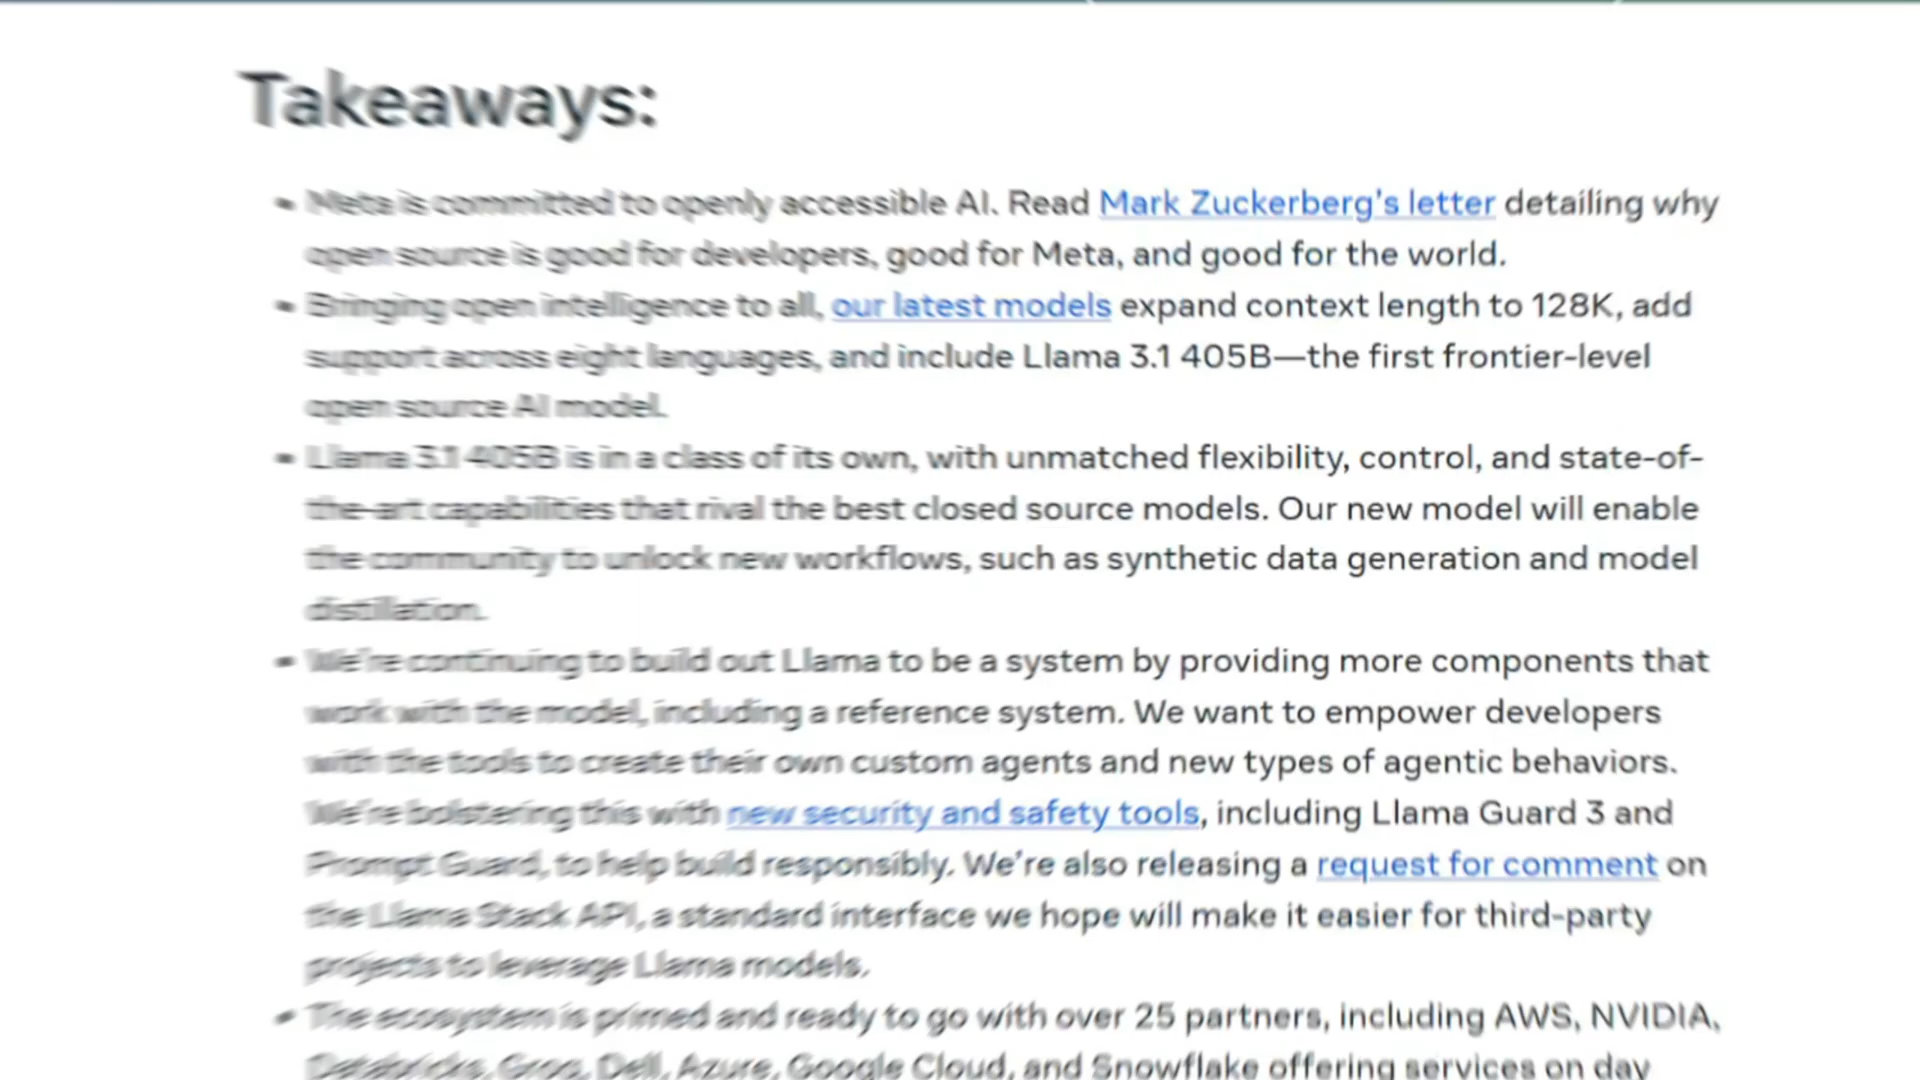 Takeaways:
Meta is committed to openly accessible AI. Read Mark Zuckerberg's letter detailing why
open source is good for developers, good for Meta, and good for the world.
Bringing open intelligence to all, our latest models expand context length to 128K, add
support across eight languages, and include Llama 3.1 405B—the first frontier-level
open source AI model.
Llama 3.1 405B is in a class of its own, with unmatched flexibility, control, and state-of-
the-art capabilities that rival the best closed source models. Our new model will enable
the community to unlock new workflows, such as synthetic data generation and model
distillation.
We're continuing to build out Llama to be a system by providing more components that
work with the model, including a reference system. We want to empower developers
with the tools to create their own custom agents and new types of agentic behaviors.
We're bolstering this with new security and safety tools, including Llama Guard 3 and
Prompt Guard, to help build responsibly. We're also releasing a request for comment on
the Llama Stack API, a standard interface we hope will make it easier for third-party
projects to leverage Llama models.
The ecosystem is primed and ready to go with over 25 partners, including AWS, NVIDIA,
Databricks, Groq, Dell, Azure, Google Cloud, and Snowflake offering services on day